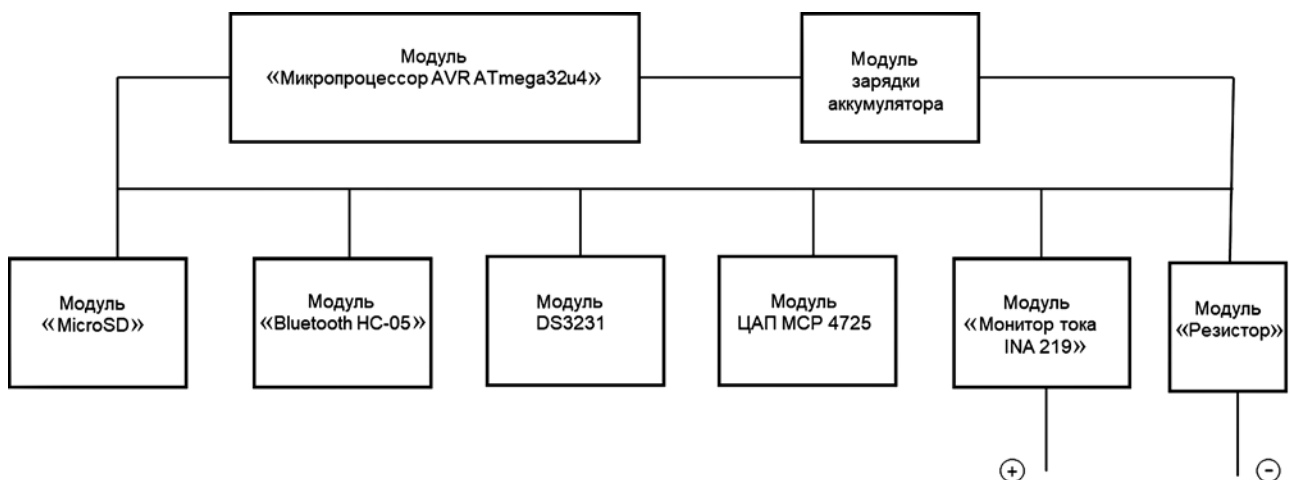 Модуль
«Микропроцессор AVR ATmega32u4»
Модуль
зарядки
аккумулятора
Модуль
«MicroSD»
Модуль
«Bluetooth HC-05»
Модуль
DS3231
Модуль
ЦАП MCP 4725
Модуль
«Монитор тока
INA 219»
Модуль
«Резистор»
+
−